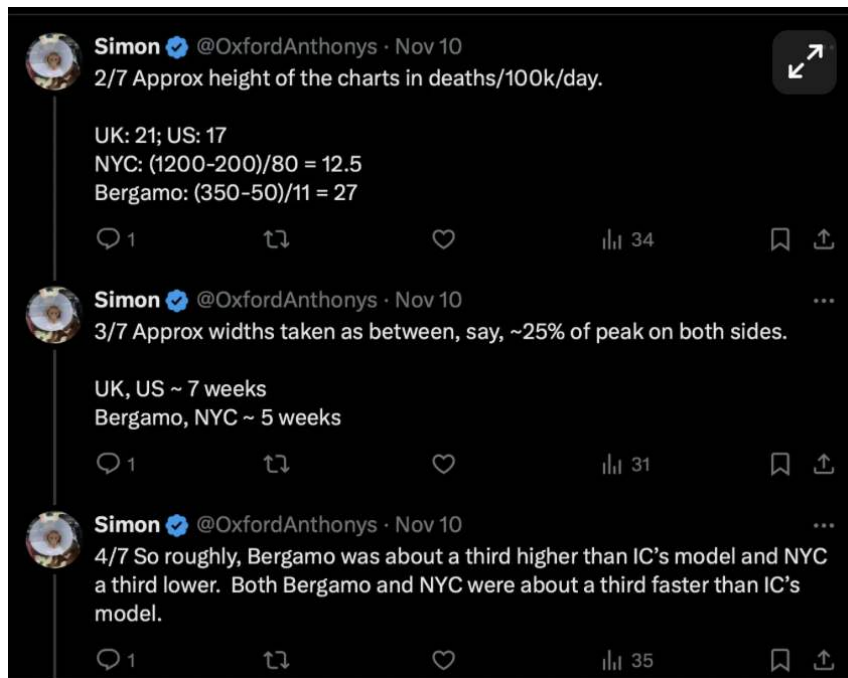 Simon @OxfordAnthonys · Nov 10
2/7 Approx height of the charts in deaths/100k/day.
UK: 21; US: 17
NYC: (1200-200)/80 = 12.5
Bergamo: (350-50)/11 = 27
1 34
Simon @OxfordAnthonys · Nov 10
3/7 Approx widths taken as between, say, ~25% of peak on both sides.
UK, US ~ 7 weeks
Bergamo, NYC ~ 5 weeks
1 31
Simon @OxfordAnthonys · Nov 10
4/7 So roughly, Bergamo was about a third higher than IC’s model and NYC
a third lower.  Both Bergamo and NYC were about a third faster than IC’s
model.
1 35